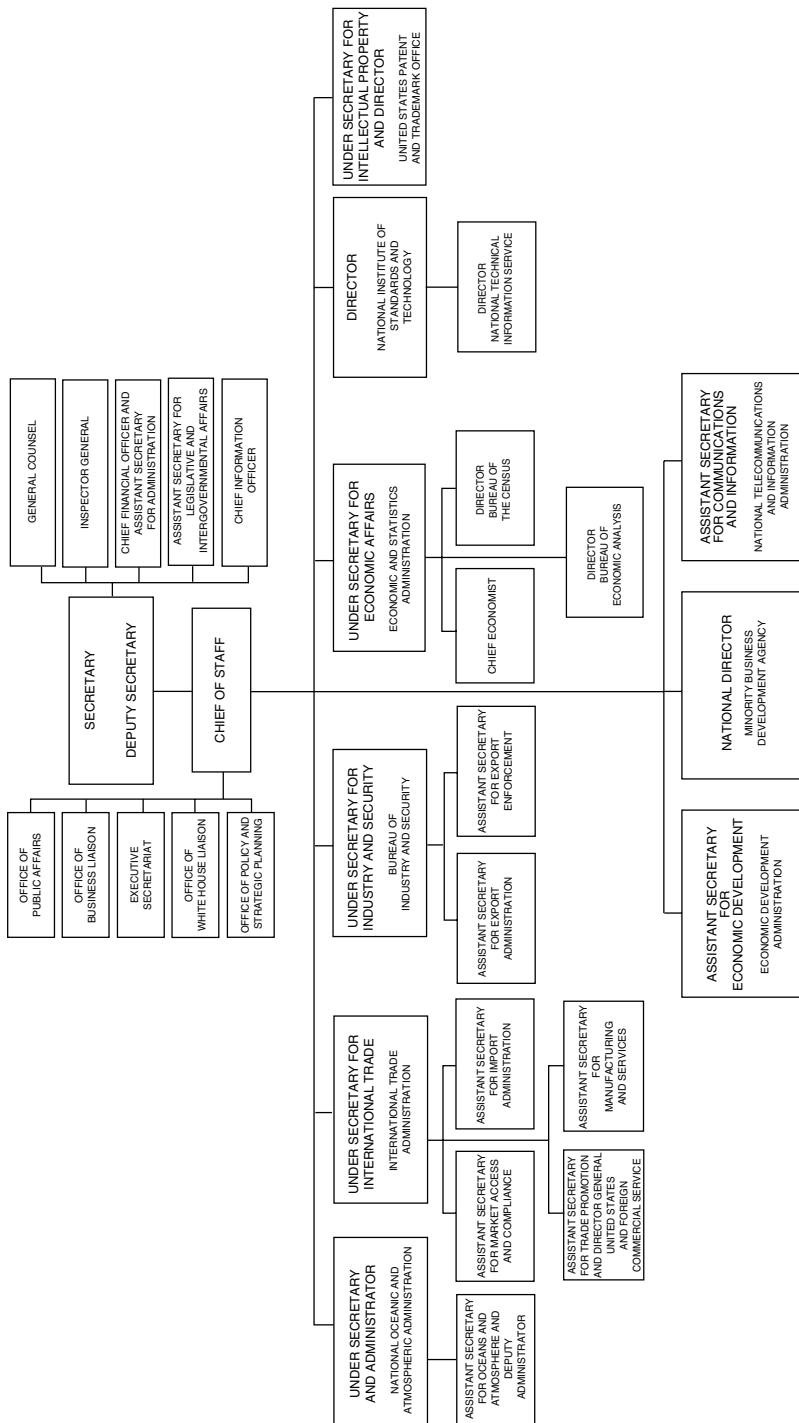 OFFICE OF
PUBLIC AFFAIRS
OFFICE OF
BUSINESS LIAISON
EXECUTIVE
SECRETARIAT
OFFICE OF
WHITE HOUSE LIAISON
OFFICE OF POLICY AND
STRATEGIC PLANNING
SECRETARY
DEPUTY SECRETARY
CHIEF OF STAFF
GENERAL COUNSEL
INSPECTOR GENERAL
CHIEF FINANCIAL OFFICER AND
ASSISTANT SECRETARY
FOR ADMINISTRATION
ASSISTANT SECRETARY FOR
LEGISLATIVE AND
INTERGOVERNMENTAL AFFAIRS
CHIEF INFORMATION
OFFICER
UNDER SECRETARY
AND ADMINISTRATOR
NATIONAL OCEANIC AND
ATMOSPHERIC ADMINISTRATION
UNDER SECRETARY FOR
INTERNATIONAL TRADE
INTERNATIONAL TRADE
ADMINISTRATION
UNDER SECRETARY FOR
INDUSTRY AND SECURITY
BUREAU OF
INDUSTRY AND SECURITY
UNDER SECRETARY FOR
ECONOMIC AFFAIRS
ECONOMIC AND STATISTICS
ADMINISTRATION
DIRECTOR
NATIONAL INSTITUTE OF
STANDARDS AND
TECHNOLOGY
UNDER SECRETARY FOR
INTELLECTUAL PROPERTY
AND DIRECTOR
UNITED STATES PATENT
AND TRADEMARK OFFICE
ASSISTANT SECRETARY
FOR OCEANS AND
ATMOSPHERE AND
DEPUTY
ADMINISTRATOR
ASSISTANT SECRETARY
FOR MARKET ACCESS
AND COMPLIANCE
ASSISTANT SECRETARY
FOR IMPORT
ADMINISTRATION
ASSISTANT SECRETARY
FOR EXPORT
ADMINISTRATION
ASSISTANT SECRETARY
FOR EXPORT
ENFORCEMENT
CHIEF ECONOMIST
DIRECTOR
BUREAU OF
THE CENSUS
DIRECTOR
NATIONAL TECHNICAL
INFORMATION SERVICE
ASSISTANT SECRETARY
FOR TRADE PROMOTION
AND DIRECTOR GENERAL
UNITED STATES
AND FOREIGN
COMMERCIAL SERVICE
ASSISTANT SECRETARY
FOR
MANUFACTURING
AND SERVICES
DIRECTOR
BUREAU OF
ECONOMIC ANALYSIS
ASSISTANT SECRETARY
FOR
ECONOMIC DEVELOPMENT
ECONOMIC DEVELOPMENT
ADMINISTRATION
NATIONAL DIRECTOR
MINORITY BUSINESS
DEVELOPMENT AGENCY
ASSISTANT SECRETARY
FOR COMMUNICATIONS
AND INFORMATION
NATIONAL TELECOMMUNICATIONS
AND INFORMATION
ADMINISTRATION